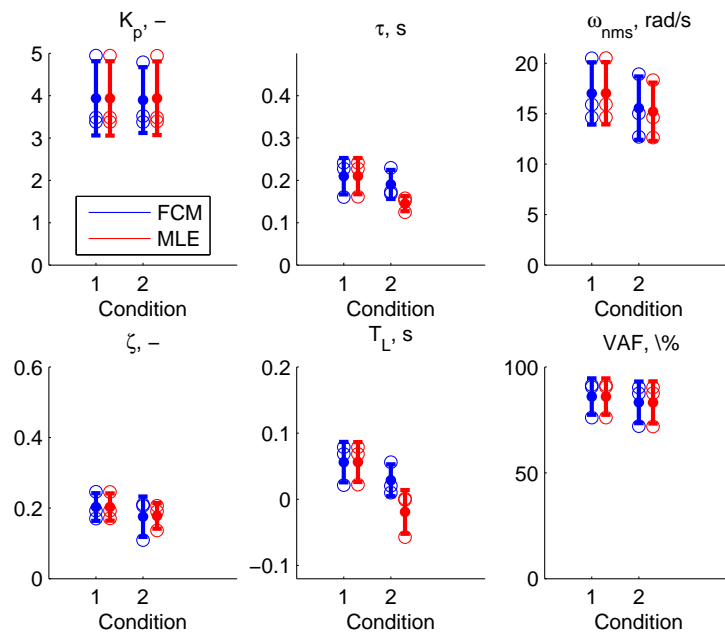 K_p, –
5
4
3
2
1
0
FCM
MLE
1 2
Condition
τ, s
0.5
0.4
0.3
0.2
0.1
0
1 2
Condition
ω_nms, rad/s
20
15
10
5
0
1 2
Condition
ζ, –
0.6
0.4
0.2
0
1 2
Condition
T_L, s
0.2
0.1
0
−0.1
1 2
Condition
VAF, \%
100
50
0
1 2
Condition